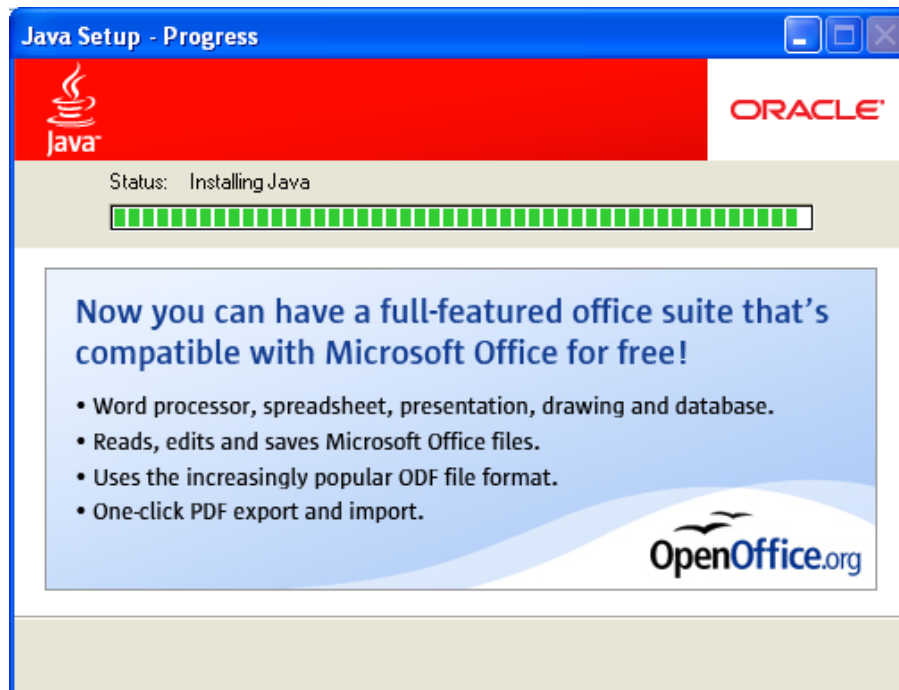 Java Setup - Progress
Java
ORACLE
Status: Installing Java
Now you can have a full-featured office suite that's
compatible with Microsoft Office for free!
• Word processor, spreadsheet, presentation, drawing and database.
• Reads, edits and saves Microsoft Office files.
• Uses the increasingly popular ODF file format.
• One-click PDF export and import.
OpenOffice.org